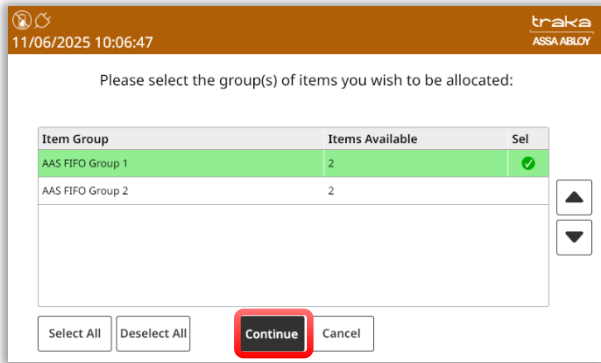 traka
11/06/2025 10:06:47
ASSA ABLOY
Please select the group(s) of items you wish to be allocated:
Item Group Items Available Sel
AAS FIFO Group 1 2
AAS FIFO Group 2 2
Select All Deselect All Continue Cancel